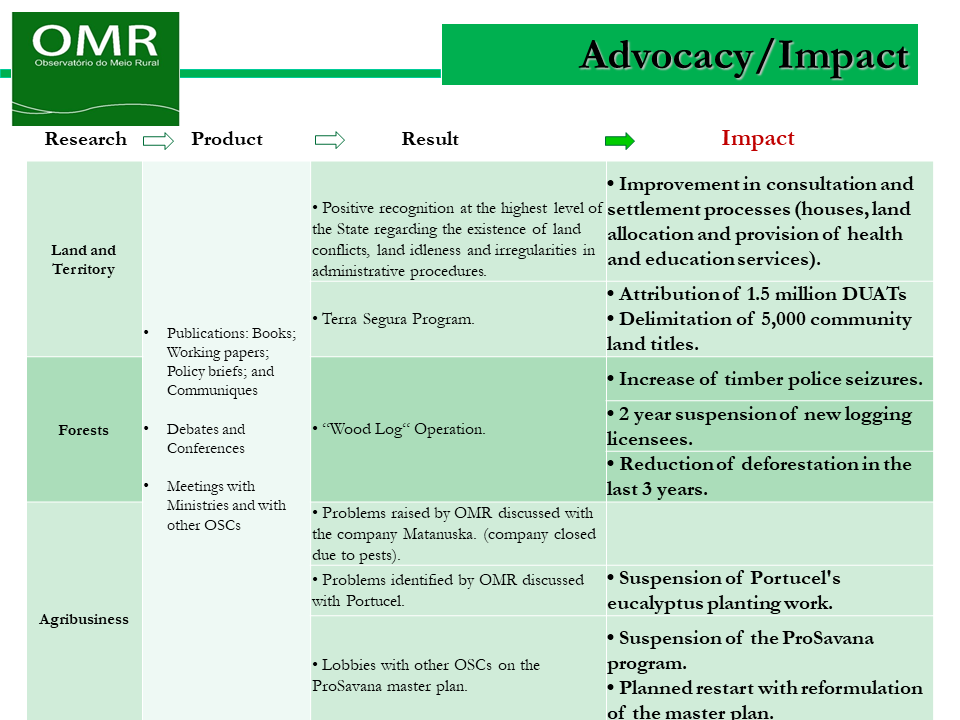 OMR
Observatório do Meio Rural
Advocacy/Impact
Research
Product
Result
Impact
Land and
Territory
• Publications: Books;
Working papers;
Policy briefs; and
Communiques
• Debates and
Conferences
• Meetings with
Ministries and with
other OSCs
• Positive recognition at the highest level of
the State regarding the existence of land
conflicts, land idleness and irregularities in
administrative procedures.
• Improvement in consultation and
settlement processes (houses, land
allocation and provision of health
and education services).
• Terra Segura Program.
• Attribution of 1.5 million DUATs
• Delimitation of 5,000 community
land titles.
Forests
• “Wood Log“ Operation.
• Increase of timber police seizures.
• 2 year suspension of new logging
licensees.
• Reduction of deforestation in the
last 3 years.
Agribusiness
• Problems raised by OMR discussed with
the company Matanuska. (company closed
due to pests).
• Problems identified by OMR discussed
with Portucel.
• Suspension of Portucel's
eucalyptus planting work.
• Lobbies with other OSCs on the
ProSavana master plan.
• Suspension of the ProSavana
program.
• Planned restart with reformulation
of the master plan.